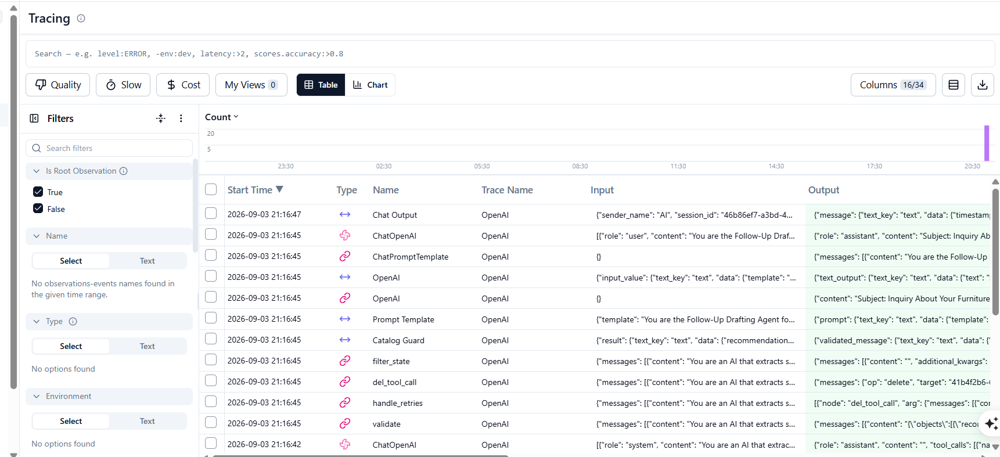 Tracing
Search — e.g. level:ERROR, -env:dev, latency:>2, scores.accuracy:>0.8
Quality Slow Cost My Views 0 Table Chart Columns 16/34
Filters
Search filters
Is Root Observation
True
False
Name
Select Text
No observations-events names found in
the given time range.
Type
Select Text
No options found
Environment
Select Text
No options found
Count
20
5
23:30 02:30 05:30 08:30 11:30 14:30 17:30 20:30
Start Time ▼ Type Name Trace Name Input Output
2026-09-03 21:16:47 Chat Output OpenAI {"sender_name": "AI", "session_id": "46b86ef7-a3bd-4... {"message": {"text_key": "text", "data": {"timestam
2026-09-03 21:16:45 ChatOpenAI OpenAI [{"role": "user", "content": "You are the Follow-Up Draf... {"role": "assistant", "content": "Subject: Inquiry Ab
2026-09-03 21:16:45 ChatPromptTemplate OpenAI {} {"messages": [{"content": "You are the Follow-Up
2026-09-03 21:16:45 OpenAI OpenAI {"input_value": {"text_key": "text", "data": {"template": "... {"text_output": {"text_key": "text", "data": {"text": "
2026-09-03 21:16:45 OpenAI OpenAI {} {"content": "Subject: Inquiry About Your Furniture
2026-09-03 21:16:45 Prompt Template OpenAI {"template": "You are the Follow-Up Drafting Agent fo... {"prompt": {"text_key": "text", "data": {"template":
2026-09-03 21:16:45 Catalog Guard OpenAI {"result": {"text_key": "text", "data": {"recommendation... {"validated_message": {"text_key": "text", "data": {"
2026-09-03 21:16:45 filter_state OpenAI {"messages": [{"content": "You are an AI that extracts s... {"messages": [{"content": "", "additional_kwargs":
2026-09-03 21:16:45 del_tool_call OpenAI {"messages": [{"content": "You are an AI that extracts s... {"messages": {"op": "delete", "target": "41b4f2b6-
2026-09-03 21:16:45 handle_retries OpenAI {"messages": [{"content": "You are an AI that extracts s... [{"node": "del_tool_call", "arg": {"messages": [{"co
2026-09-03 21:16:45 validate OpenAI {"messages": [{"content": "You are an AI that extracts s... {"messages": [{"content": "{\"objects\":[{\"reco
2026-09-03 21:16:42 ChatOpenAI OpenAI [{"role": "system", "content": "You are an AI that extrac... {"role": "assistant", "content": "", "tool_calls": [{"na